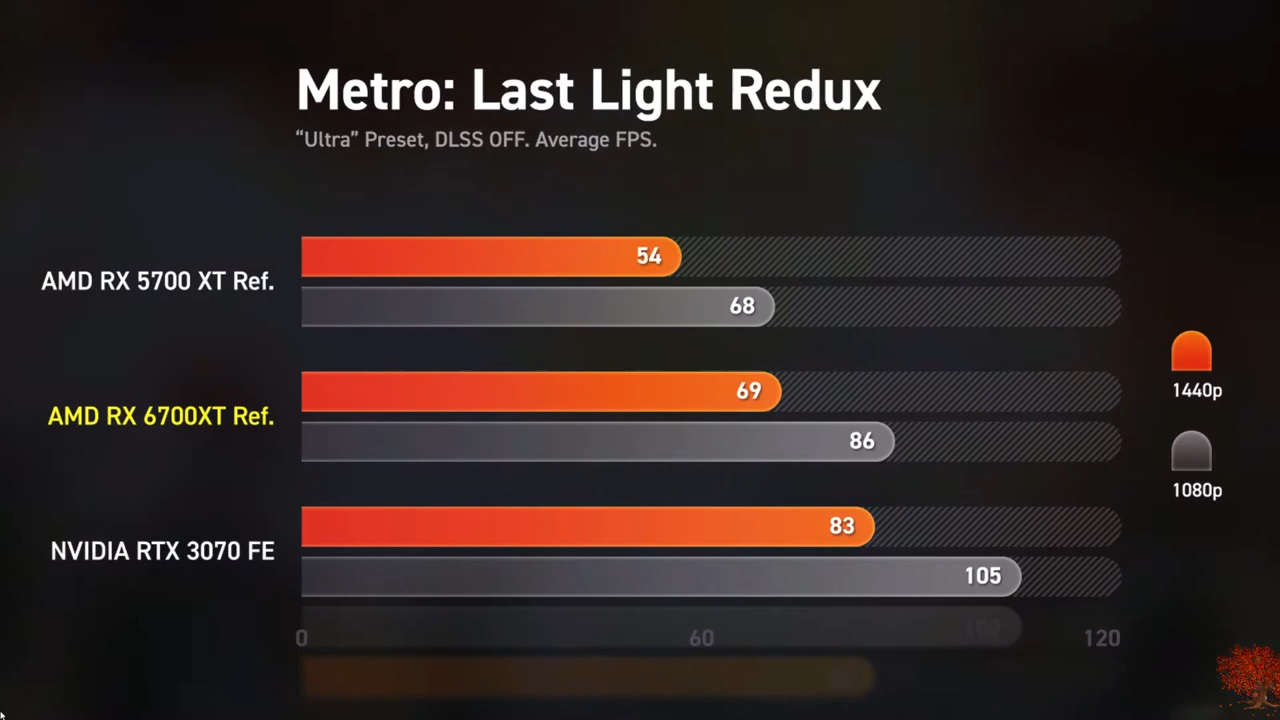 Metro: Last Light Redux
“Ultra” Preset, DLSS OFF. Average FPS.
AMD RX 5700 XT Ref.
54
68
AMD RX 6700XT Ref.
69
86
NVIDIA RTX 3070 FE
83
105
0
60
120
1440p
1080p